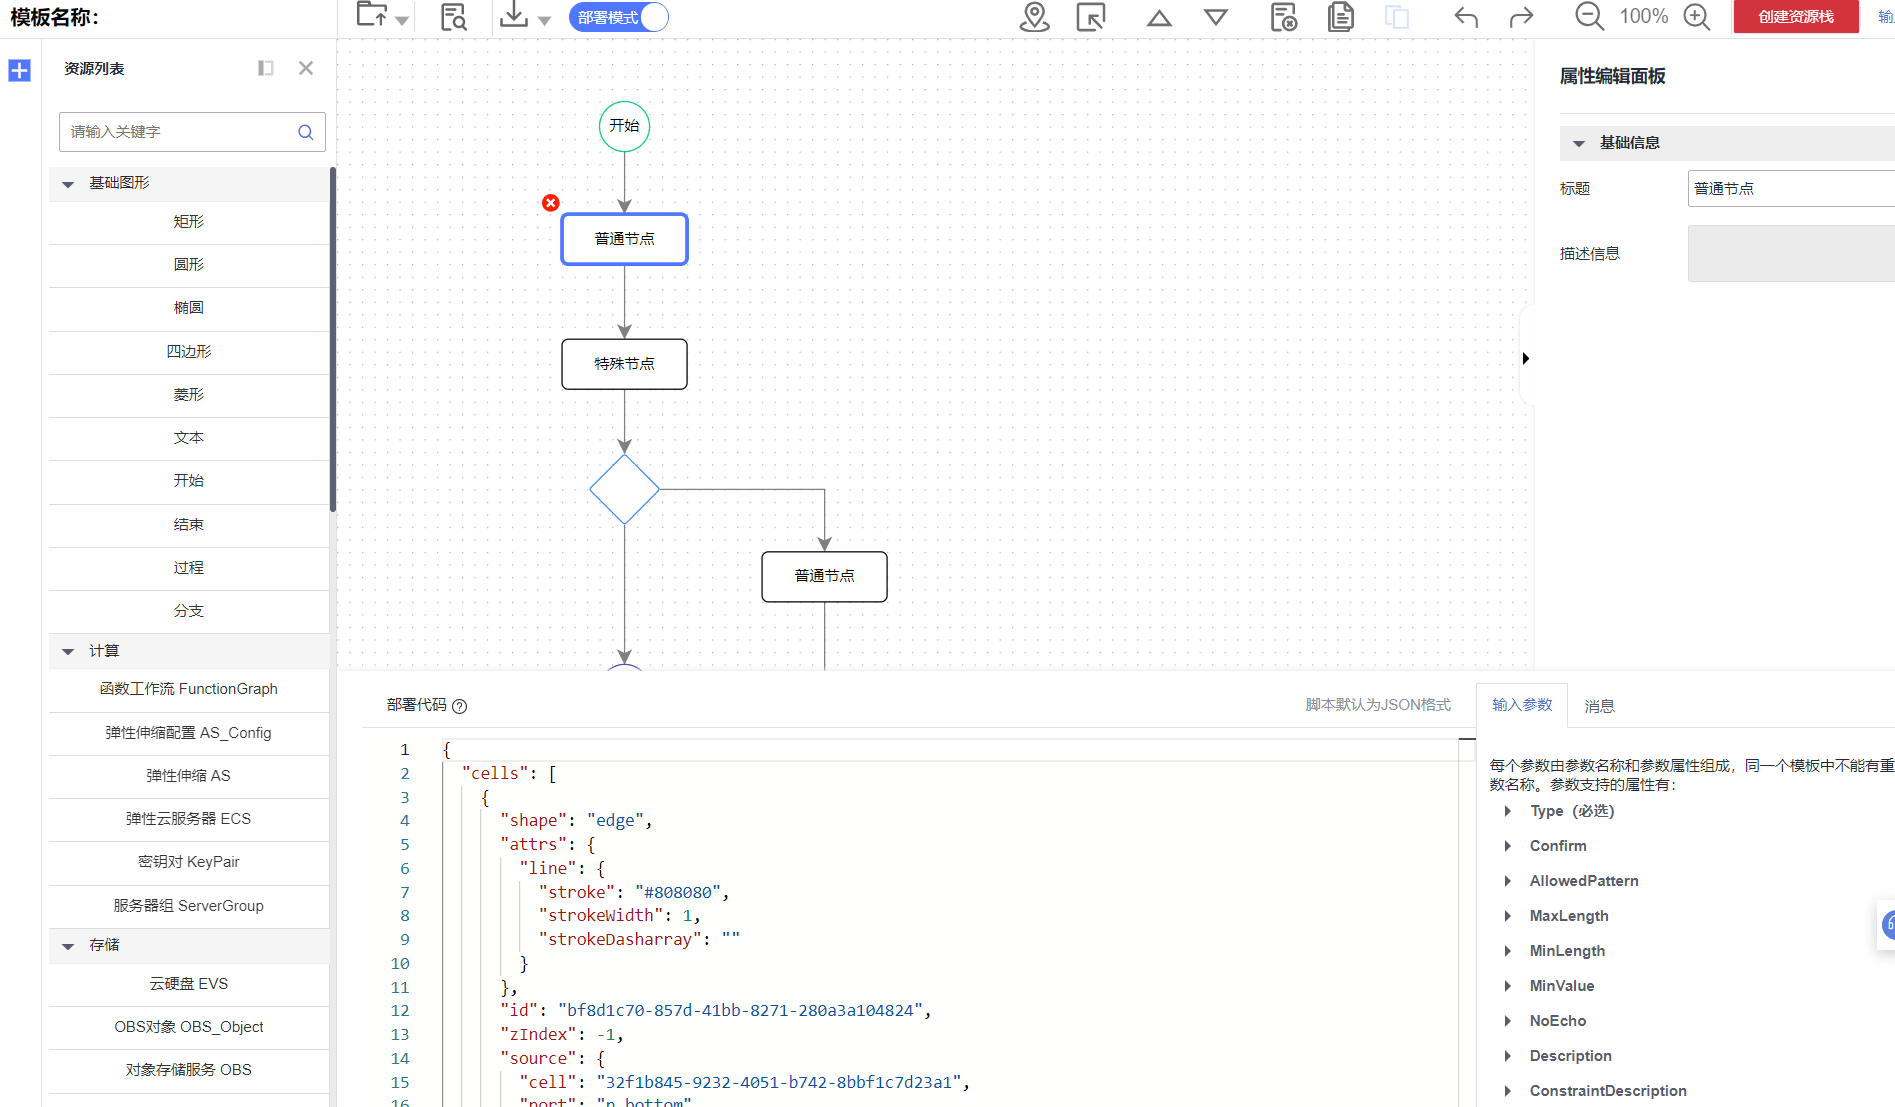 模板名称：
部署模式
100%
创建资源栈
资源列表
请输入关键字
基础图形
矩形
圆形
椭圆
四边形
菱形
文本
开始
结束
过程
分支
计算
函数工作流 FunctionGraph
弹性伸缩配置 AS_Config
弹性伸缩 AS
弹性云服务器 ECS
密钥对 KeyPair
服务器组 ServerGroup
存储
云硬盘 EVS
OBS对象 OBS_Object
对象存储服务 OBS
开始
普通节点
特殊节点
普通节点
属性编辑面板
基础信息
标题
普通节点
描述信息
部署代码
脚本默认为JSON格式
1 {
2 "cells": [
3 {
4 "shape": "edge",
5 "attrs": {
6 "line": {
7 "stroke": "#808080",
8 "strokeWidth": 1,
9 "strokeDasharray": ""
10 }
11 },
12 "id": "bf8d1c70-857d-41bb-8271-280a3a104824",
13 "zIndex": -1,
14 "source": {
15 "cell": "32f1b845-9232-4051-b742-8bbf1c7d23a1",
16 "port": "p_bottom"
输入参数
消息
每个参数由参数名称和参数属性组成，同一个模板中不能有重
数名称。参数支持的属性有：
Type（必选）
Confirm
AllowedPattern
MaxLength
MinLength
MinValue
NoEcho
Description
ConstraintDescription